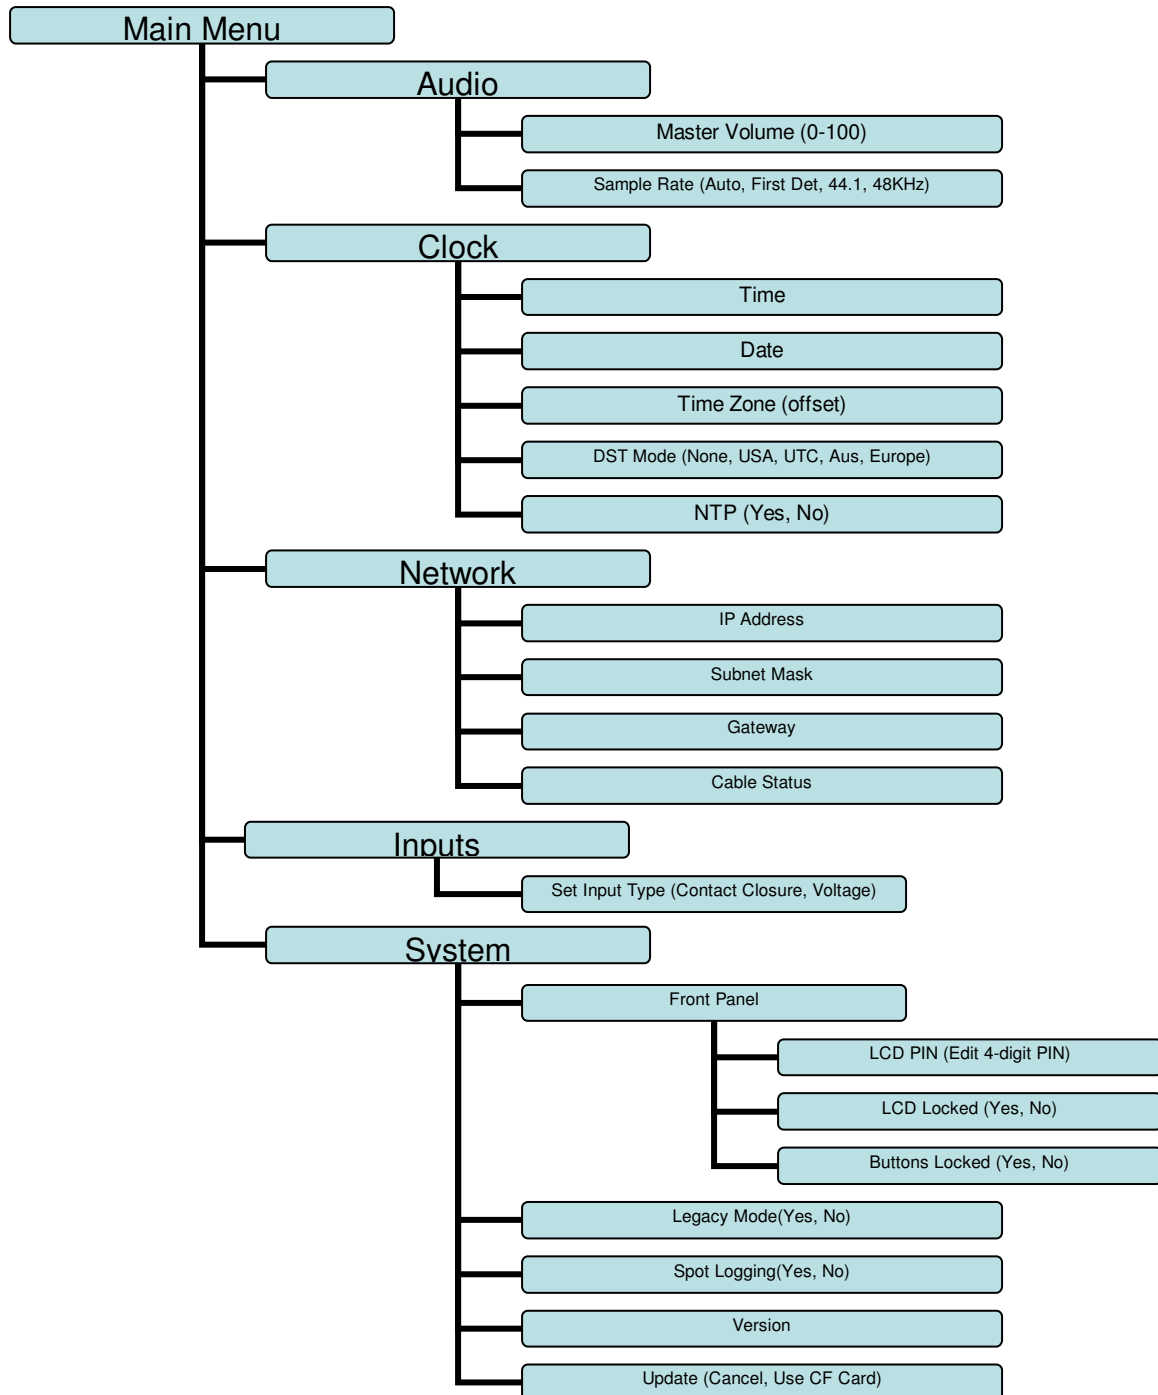 Main Menu
Audio
Master Volume (0-100)
Sample Rate (Auto, First Det, 44.1, 48KHz)
Clock
Time
Date
Time Zone (offset)
DST Mode (None, USA, UTC, Aus, Europe)
NTP (Yes, No)
Network
IP Address
Subnet Mask
Gateway
Cable Status
Inputs
Set Input Type (Contact Closure, Voltage)
System
Front Panel
LCD PIN (Edit 4-digit PIN)
LCD Locked (Yes, No)
Buttons Locked (Yes, No)
Legacy Mode(Yes, No)
Spot Logging(Yes, No)
Version
Update (Cancel, Use CF Card)